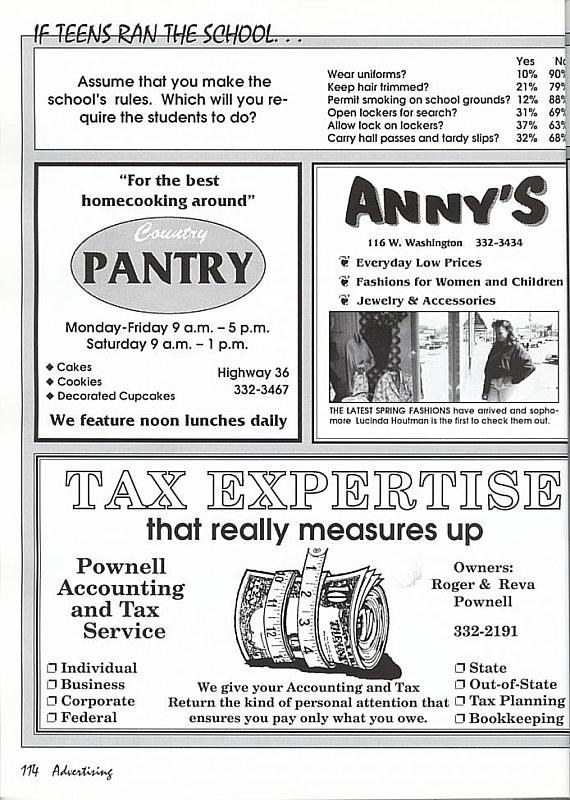 IF TEENS RAN THE SCHOOL. . .
Assume that you make the
school's rules. Which will you re-
quire the students to do?
Yes
Wear uniforms? 10% 90%
Keep hair trimmed? 21% 79%
Permit smoking on school grounds? 12% 88%
Open lockers for search? 31% 69%
Allow lock on lockers? 37% 63%
Carry hall passes and tardy slips? 32% 68%
"For the best
homecooking around"
Country
PANTRY
Monday-Friday 9 a.m. – 5 p.m.
Saturday 9 a.m. – 1 p.m.
◆ Cakes
◆ Cookies
◆ Decorated Cupcakes
Highway 36
332-3467
We feature noon lunches daily
ANNY'S
116 W. Washington 332-3434
Everyday Low Prices
Fashions for Women and Children
Jewelry & Accessories
THE LATEST SPRING FASHIONS have arrived and sopho-
more Lucinda Houtman is the first to check them out.
TAX EXPERTISE
that really measures up
Pownell
Accounting
and Tax
Service
Owners:
Roger & Reva
Pownell
332-2191
❒ Individual
❒ Business
❒ Corporate
❒ Federal
We give your Accounting and Tax
Return the kind of personal attention that
ensures you pay only what you owe.
❒ State
❒ Out-of-State
❒ Tax Planning
❒ Bookkeeping
114 Advertising